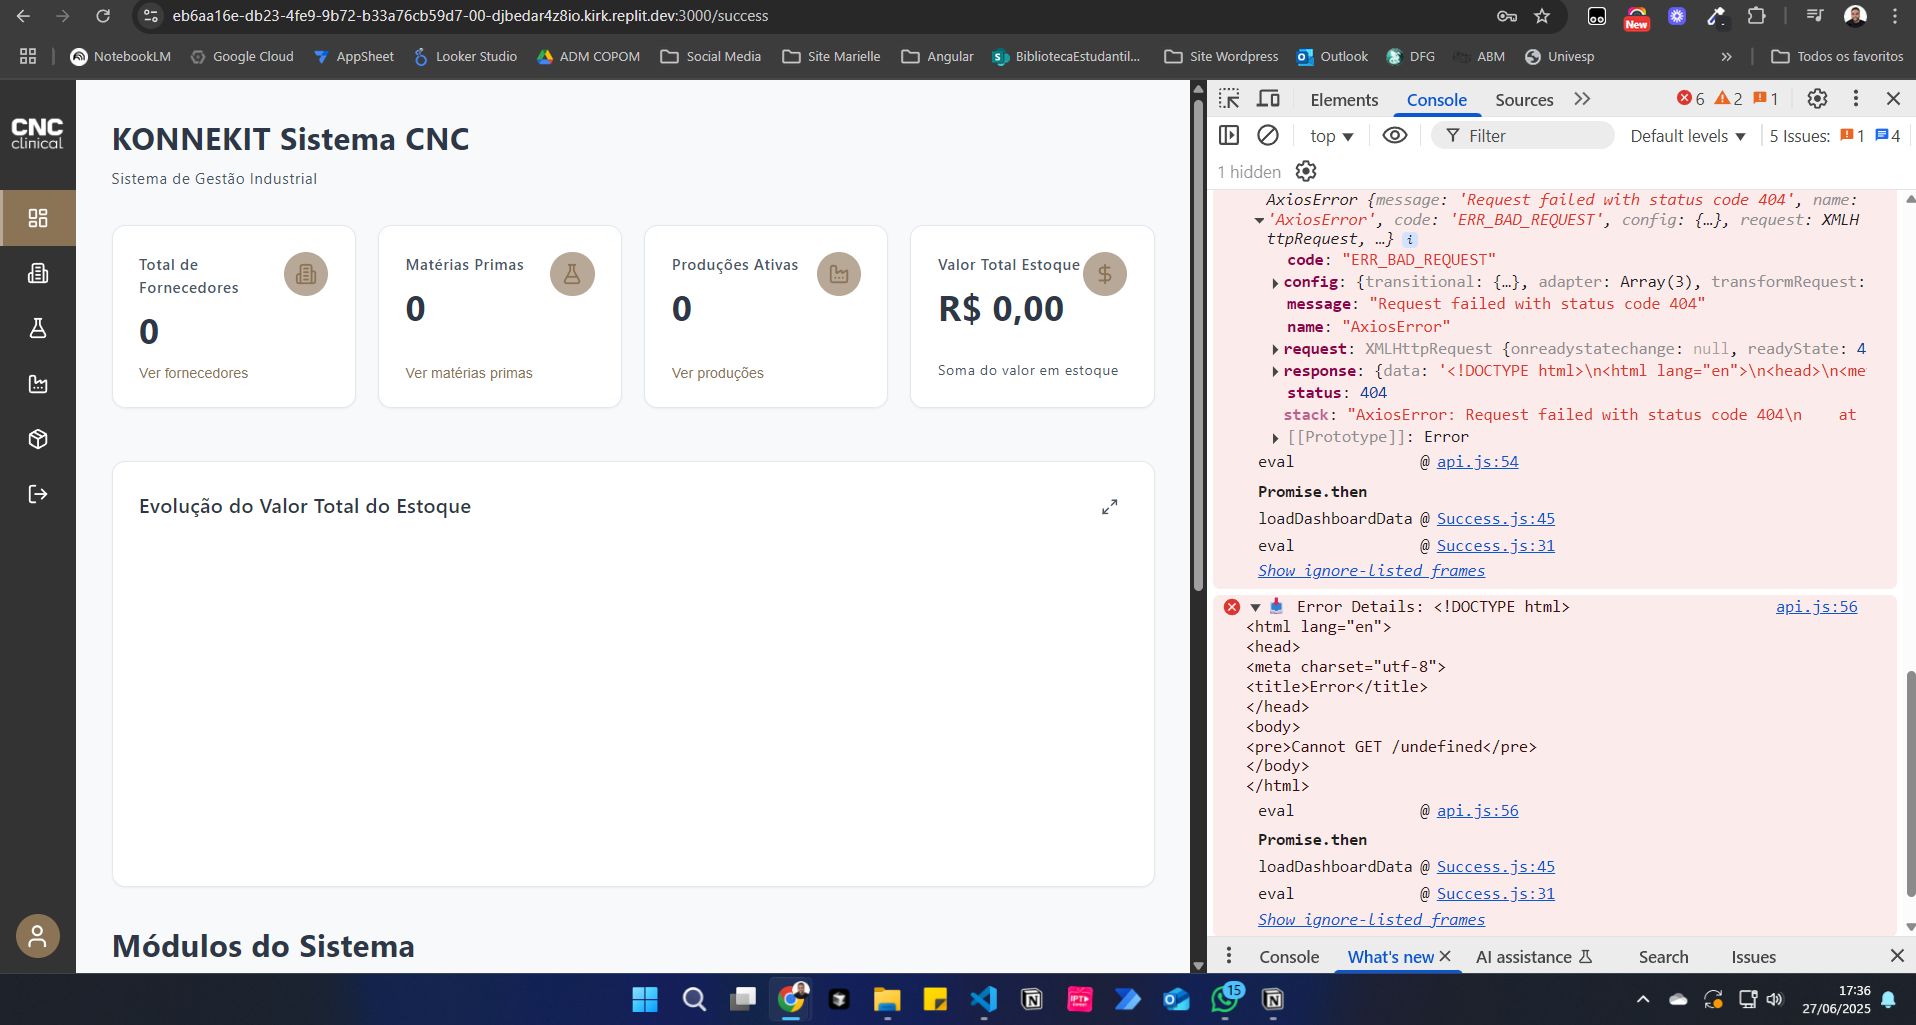 eb6aa16e-db23-4fe9-9b72-b33a76cb59d7-00-djbedar4z8io.kirk.replit.dev:3000/success
New
NotebookLM
Google Cloud
AppSheet
Looker Studio
ADM COPOM
Social Media
Site Marielle
Angular
BibliotecaEstudantil...
Site Wordpress
Outlook
DFG
ABM
Univesp
»
Todos os favoritos
CNC
clinical
KONNEKIT Sistema CNC
Sistema de Gestão Industrial
Total de
Fornecedores
0
Ver fornecedores
Matérias Primas
0
Ver matérias primas
Produções Ativas
0
Ver produções
Valor Total Estoque
$
R$ 0,00
Soma do valor em estoque
Evolução do Valor Total do Estoque
Módulos do Sistema
Elements
Console
Sources
6
2
1
top
Filter
Default levels
5 Issues:
1
4
1 hidden
AxiosError {message: 'Request failed with status code 404', name:
'AxiosError', code: 'ERR_BAD_REQUEST', config: {…}, request: XMLH
ttpRequest, …} i
code: "ERR_BAD_REQUEST"
config: {transitional: {…}, adapter: Array(3), transformRequest:
message: "Request failed with status code 404"
name: "AxiosError"
request: XMLHttpRequest {onreadystatechange: null, readyState: 4
response: {data: '<!DOCTYPE html>\n<html lang="en">\n<head>\n<me
status: 404
stack: "AxiosError: Request failed with status code 404\n    at
[[Prototype]]: Error
eval @ api.js:54
Promise.then
loadDashboardData @ Success.js:45
eval @ Success.js:31
Show ignore-listed frames
Error Details: <!DOCTYPE html> api.js:56
<html lang="en">
<head>
<meta charset="utf-8">
<title>Error</title>
</head>
<body>
<pre>Cannot GET /undefined</pre>
</body>
</html>
eval @ api.js:56
Promise.then
loadDashboardData @ Success.js:45
eval @ Success.js:31
Show ignore-listed frames
Console
What's new
AI assistance
Search
Issues
15
17:36
27/06/2025